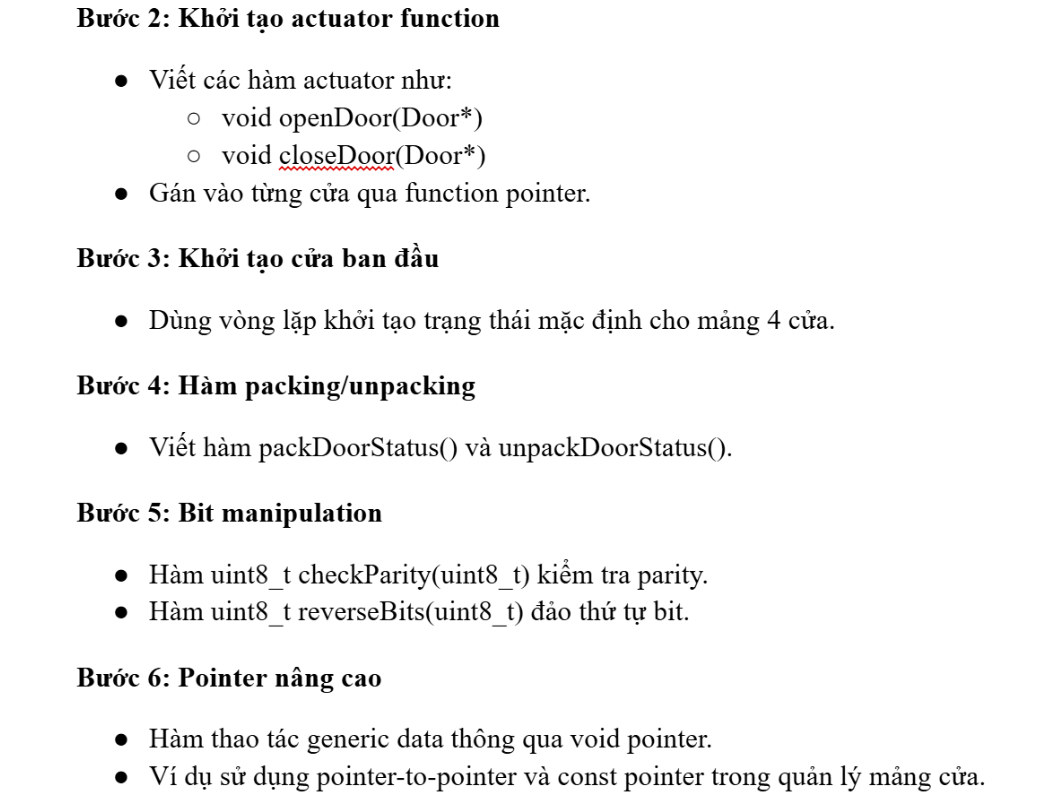 Bước 2: Khởi tạo actuator function
● Viết các hàm actuator như:
○ void openDoor(Door*)
○ void closeDoor(Door*)
● Gán vào từng cửa qua function pointer.
Bước 3: Khởi tạo cửa ban đầu
● Dùng vòng lặp khởi tạo trạng thái mặc định cho mảng 4 cửa.
Bước 4: Hàm packing/unpacking
● Viết hàm packDoorStatus() và unpackDoorStatus().
Bước 5: Bit manipulation
● Hàm uint8_t checkParity(uint8_t) kiểm tra parity.
● Hàm uint8_t reverseBits(uint8_t) đảo thứ tự bit.
Bước 6: Pointer nâng cao
● Hàm thao tác generic data thông qua void pointer.
● Ví dụ sử dụng pointer-to-pointer và const pointer trong quản lý mảng cửa.